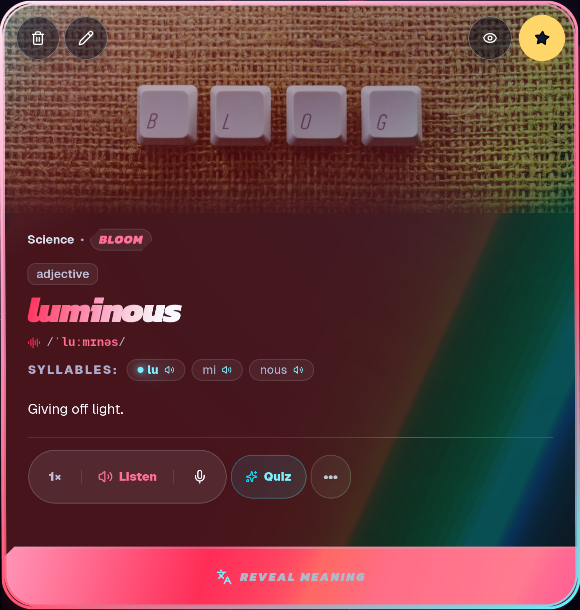 B L O G
Science • BLOOM
adjective
luminous
/ˈluːmɪnəs/
SYLLABLES: lu mi nous
Giving off light.
1× Listen Quiz
REVEAL MEANING